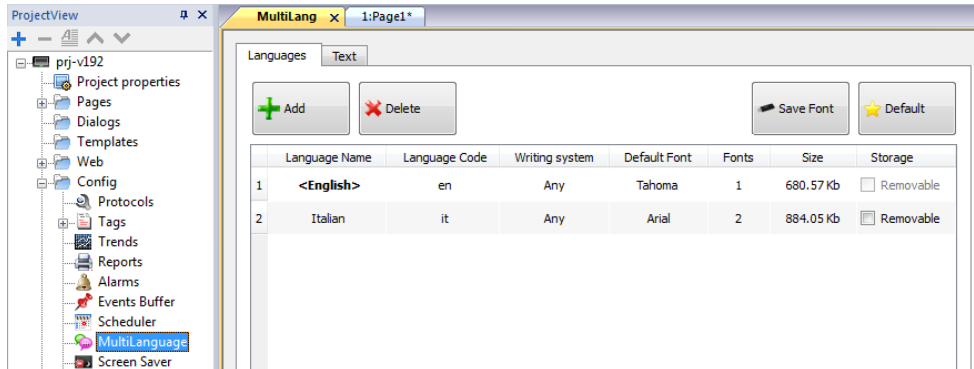 ProjectView
prj-v192
Project properties
Pages
Dialogs
Templates
Web
Config
Protocols
Tags
Trends
Reports
Alarms
Events Buffer
Scheduler
MultiLanguage
Screen Saver
MultiLang 1:Page1*
Languages Text
Add Delete Save Font Default
Language Name Language Code Writing system Default Font Fonts Size Storage
1 <English> en Any Tahoma 1 680.57 Kb Removable
2 Italian it Any Arial 2 884.05 Kb Removable